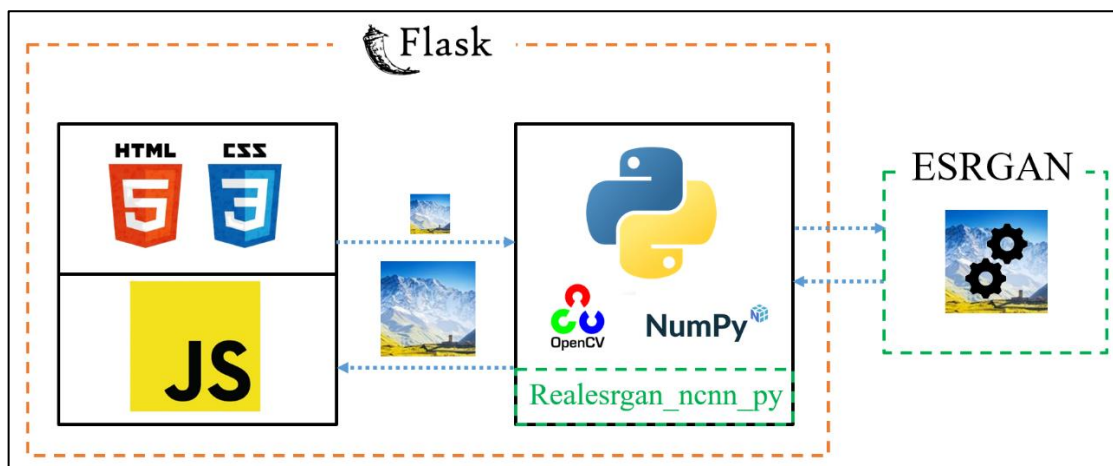 Flask
HTML
CSS
5
3
JS
OpenCV
NumPy
N
Realesrgan_ncnn_py
ESRGAN